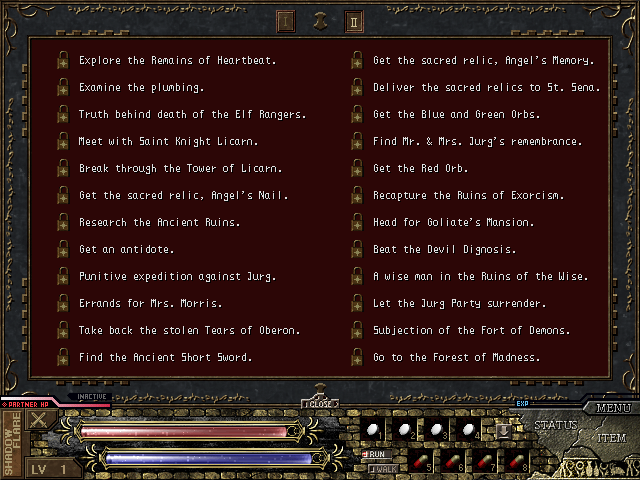 I II
Explore the Remains of Heartbeat.
Examine the plumbing.
Truth behind death of the Elf Rangers.
Meet with Saint Knight Licarn.
Break through the Tower of Licarn.
Get the sacred relic, Angel's Nail.
Research the Ancient Ruins.
Get an antidote.
Punitive expedition against Jurg.
Errands for Mrs. Morris.
Take back the stolen Tears of Oberon.
Find the Ancient Short Sword.
Get the sacred relic, Angel's Memory.
Deliver the sacred relics to St. Sena.
Get the Blue and Green Orbs.
Find Mr. & Mrs. Jurg's remembrance.
Get the Red Orb.
Recapture the Ruins of Exorcism.
Head for Goliate's Mansion.
Beat the Devil Dignosis.
A wise man in the Ruins of the Wise.
Let the Jurg Party surrender.
Subjection of the Fort of Demons.
Go to the Forest of Madness.
INACTIVE
PARTNER HP
CLOSE
EXP
MENU
SHADOW FLARE
1 2 3 4
STATUS
ITEM
RUN
WALK
LV 1
5 6 7 8